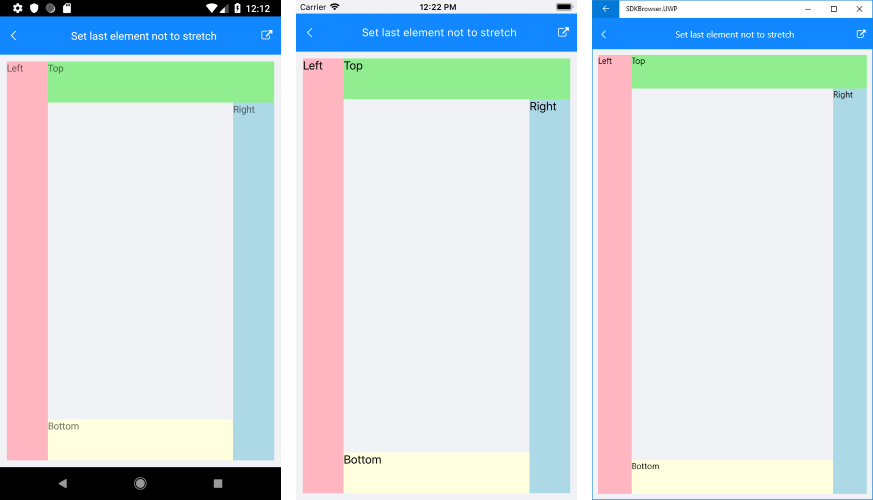 12:12
Set last element not to stretch
Left
Top
Right
Bottom
Carrier
12:22 PM
Set last element not to stretch
Left
Top
Right
Bottom
SDKBrowser.UWP
Set last element not to stretch
Left
Top
Right
Bottom